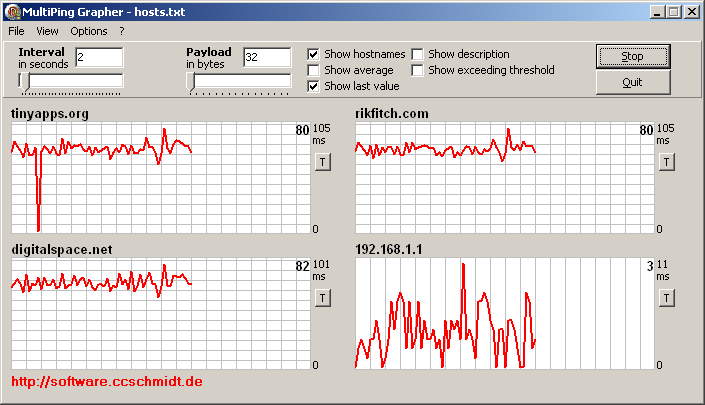 MultiPing Grapher - hosts.txt
File View Options ?
Interval
in seconds
2
Payload
in bytes
32
Show hostnames
Show average
Show last value
Show description
Show exceeding threshold
Stop
Quit
tinyapps.org
80
105
ms
T
0
rikfitch.com
80
105
ms
T
0
digitalspace.net
82
101
ms
T
0
192.168.1.1
3
11
ms
T
0
http://software.ccschmidt.de